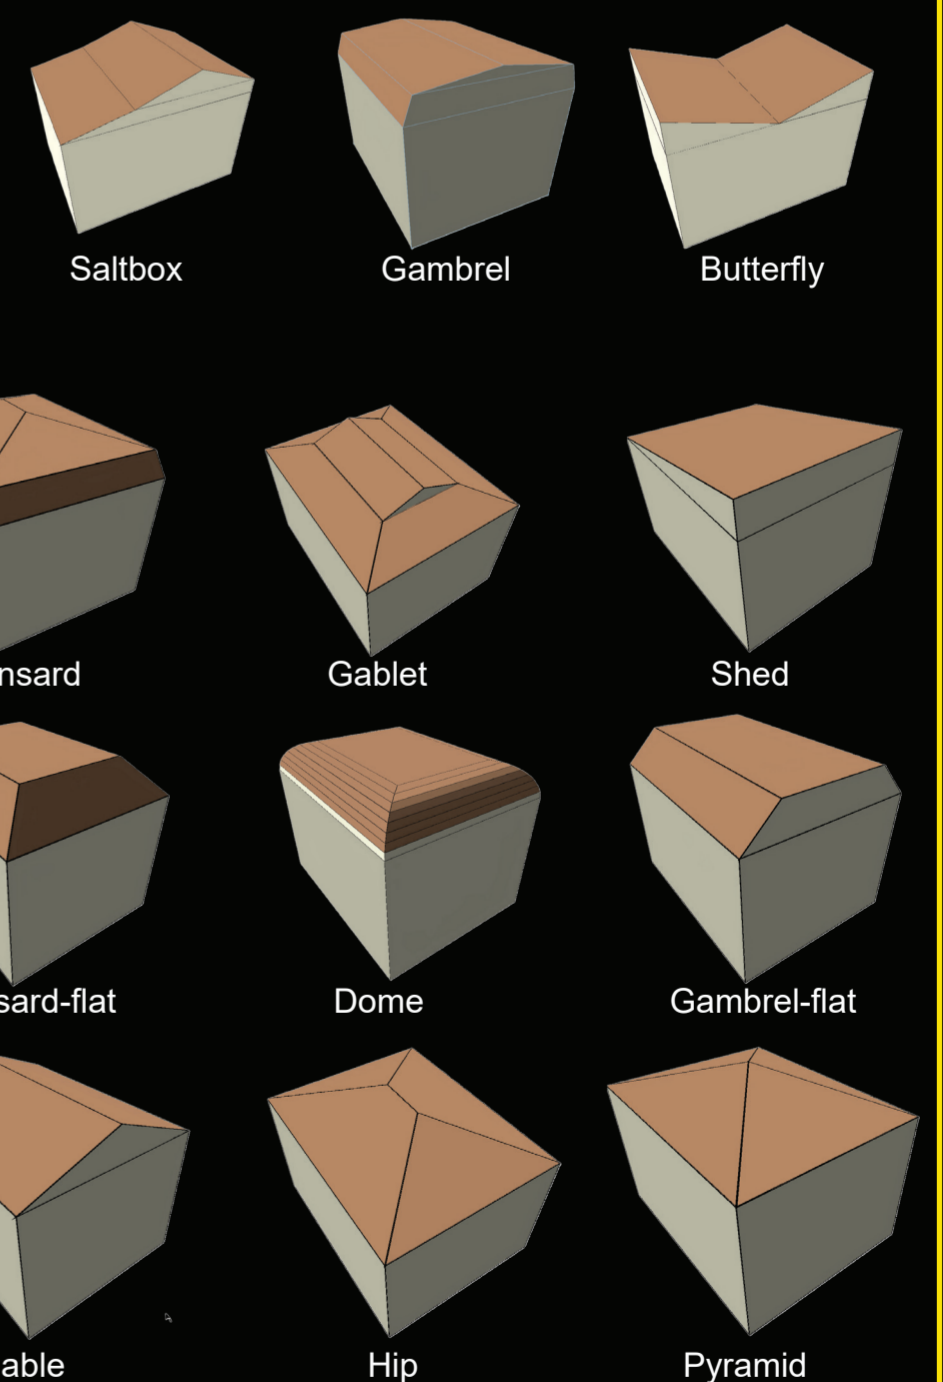 Saltbox Gambrel Butterfly
nsard Gablet Shed
sard-flat Dome Gambrel-flat
able Hip Pyramid